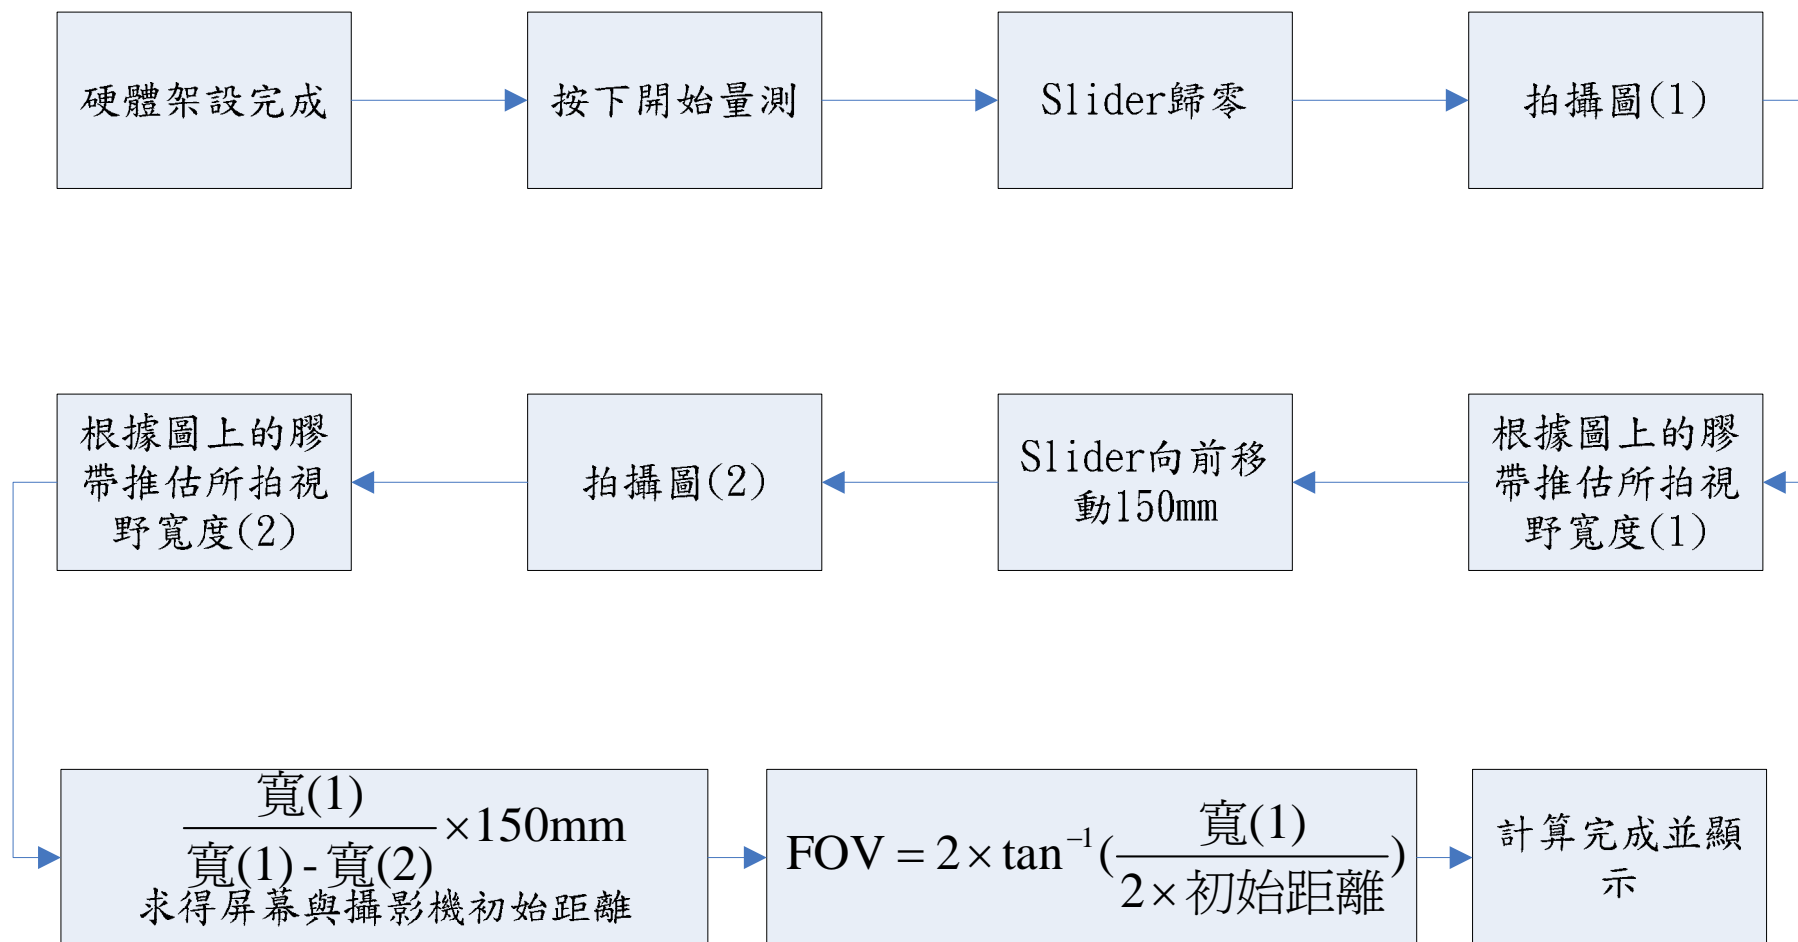 硬體架設完成
按下開始量測
Slider歸零
拍攝圖(1)
根據圖上的膠
帶推估所拍視
野寬度(1)
Slider向前移
動150mm
拍攝圖(2)
根據圖上的膠
帶推估所拍視
野寬度(2)
寬(1)
寬(1)-寬(2)
×150mm
求得屏幕與攝影機初始距離
FOV = 2×tan⁻¹(
寬(1)
2×初始距離
)
計算完成並顯
示